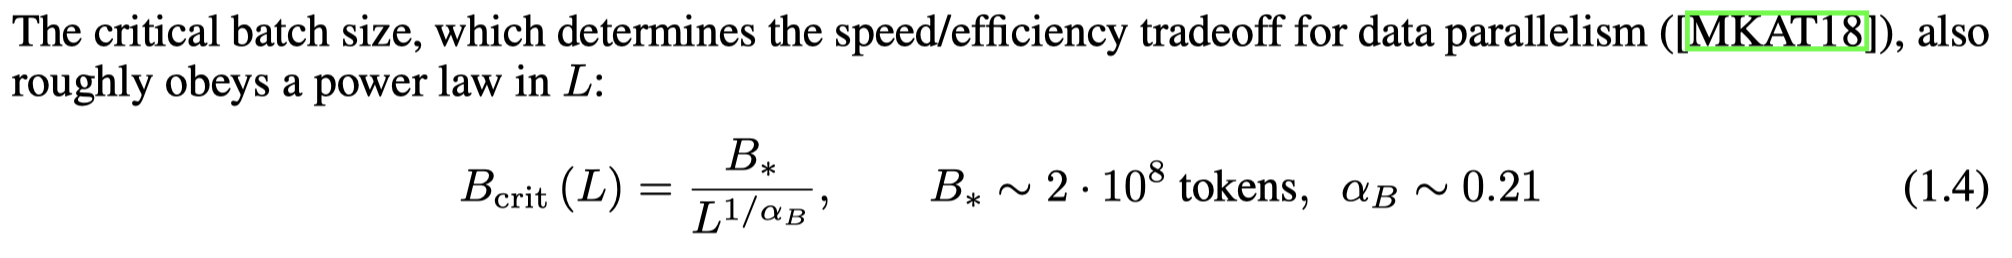 The critical batch size, which determines the speed/efficiency tradeoff for data parallelism ([MKAT18]), also
roughly obeys a power law in L:
B_crit (L) = B_* / L^{1/α_B}, B_* ∼ 2 · 10^8 tokens, α_B ∼ 0.21 (1.4)